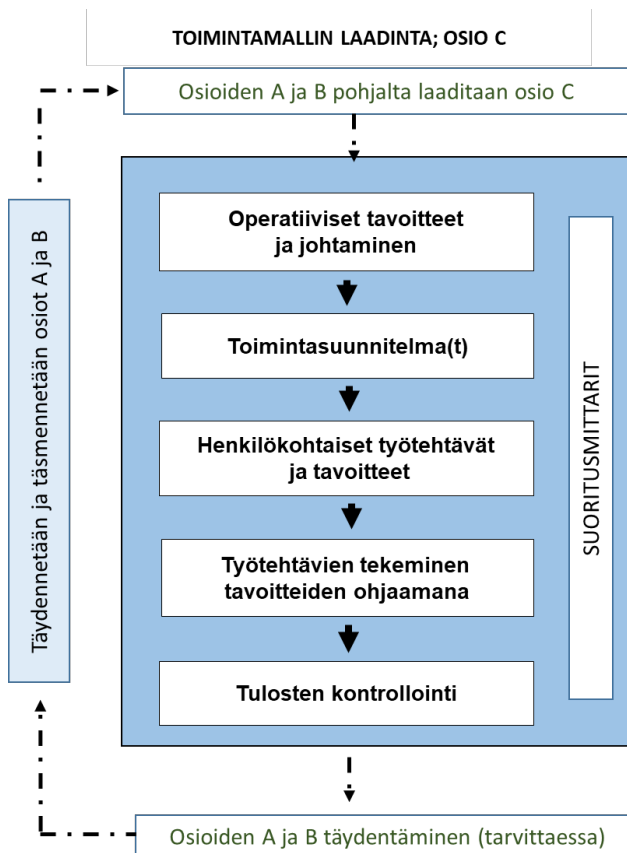 TOIMINTAMALLIN LAADINTA; OSIO C
Osioiden A ja B pohjalta laaditaan osio C
Operatiiviset tavoitteet
ja johtaminen
Toimintasuunnitelma(t)
Henkilökohtaiset työtehtävät
ja tavoitteet
Työtehtävien tekeminen
tavoitteiden ohjaamana
Tulosten kontrollointi
SUORITUSMITTARIT
Täydennetään ja täsmennetään osiot A ja B
Osioiden A ja B täydentäminen (tarvittaessa)